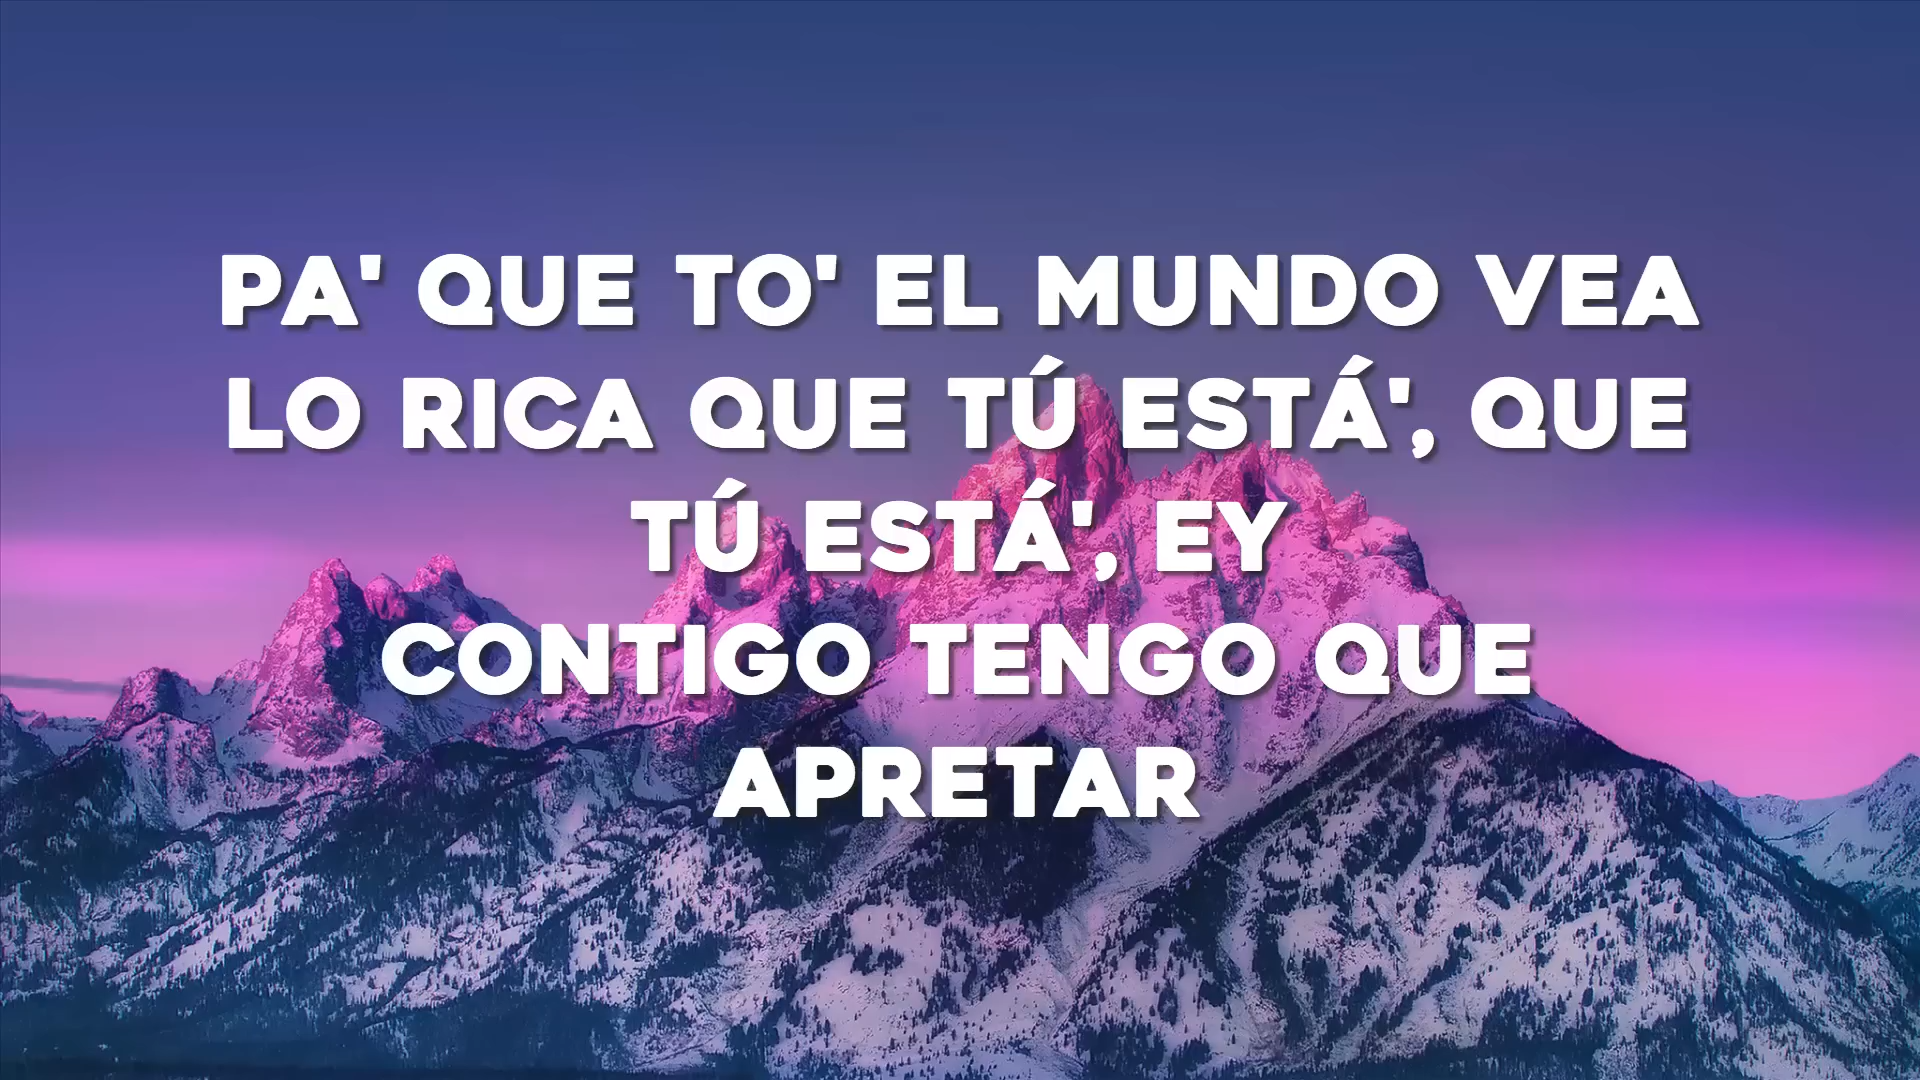 PA' QUE TO' EL MUNDO VEA
LO RICA QUE TÚ ESTÁ', QUE
TÚ ESTÁ', EY
CONTIGO TENGO QUE
APRETAR